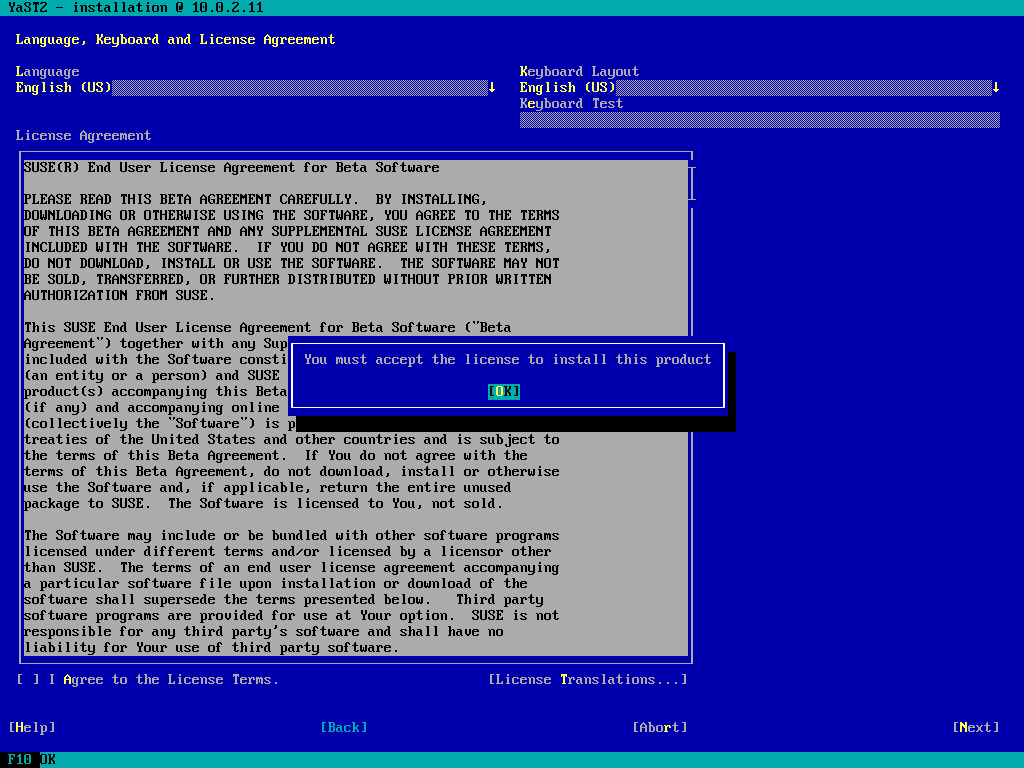 YaST2 - installation @ 10.0.2.11
Language, Keyboard and License Agreement
Language
English (US)↓
Keyboard Layout
English (US)↓
Keyboard Test
License Agreement
SUSE(R) End User License Agreement for Beta Software
PLEASE READ THIS BETA AGREEMENT CAREFULLY.  BY INSTALLING,
DOWNLOADING OR OTHERWISE USING THE SOFTWARE, YOU AGREE TO THE TERMS
OF THIS BETA AGREEMENT AND ANY SUPPLEMENTAL SUSE LICENSE AGREEMENT
INCLUDED WITH THE SOFTWARE.  IF YOU DO NOT AGREE WITH THESE TERMS,
DO NOT DOWNLOAD, INSTALL OR USE THE SOFTWARE.  THE SOFTWARE MAY NOT
BE SOLD, TRANSFERRED, OR FURTHER DISTRIBUTED WITHOUT PRIOR WRITTEN
AUTHORIZATION FROM SUSE.
This SUSE End User License Agreement for Beta Software ("Beta
Agreement") together with any Sup
included with the Software consti
(an entity or a person) and SUSE
product(s) accompanying this Beta
(if any) and accompanying online
(collectively the "Software") is p
treaties of the United States and other countries and is subject to
the terms of this Beta Agreement.  If You do not agree with the
terms of this Beta Agreement, do not download, install or otherwise
use the Software and, if applicable, return the entire unused
package to SUSE.  The Software is licensed to You, not sold.
The Software may include or be bundled with other software programs
licensed under different terms and/or licensed by a licensor other
than SUSE.  The terms of an end user license agreement accompanying
a particular software file upon installation or download of the
software shall supersede the terms presented below.   Third party
software programs are provided for use at Your option.  SUSE is not
responsible for any third party's software and shall have no
liability for Your use of third party software.
You must accept the license to install this product
[OK]
[ ] I Agree to the License Terms.
[License Translations...]
[Help]
[Back]
[Abort]
[Next]
F10 OK